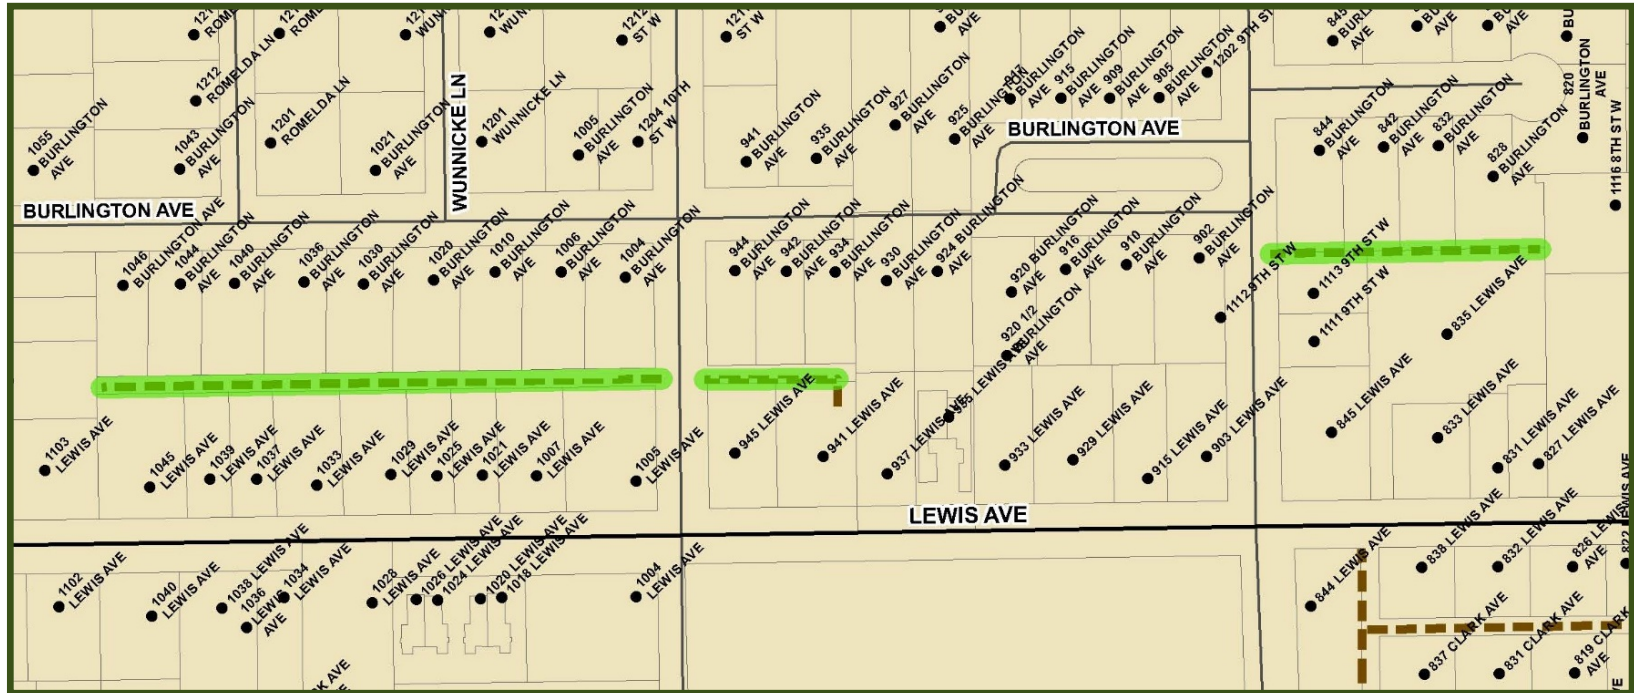 1212
ROMELDA LN
1201
ROMELDA LN
1055
BURLINGTON
AVE
1043
BURLINGTON
AVE
1021
BURLINGTON
AVE
WUNNICKE LN
1201
WUNNICKE LN
1005
BURLINGTON
AVE
1204 10TH
ST W
ST W
ST W
941
BURLINGTON
AVE
935
BURLINGTON
AVE
927
BURLINGTON
AVE
925
BURLINGTON
AVE
917
BURLINGTON
AVE
915
BURLINGTON
AVE
909
BURLINGTON
AVE
905
BURLINGTON
AVE
1202 9TH ST
BURLINGTON AVE
844
BURLINGTON
AVE
842
BURLINGTON
AVE
832
BURLINGTON
AVE
828
BURLINGTON
AVE
820
BURLINGTON
AVE
1116 8TH ST W
BURLINGTON AVE
1046
BURLINGTON AVE
1044
BURLINGTON
AVE
1040
BURLINGTON
AVE
1036
BURLINGTON
AVE
1030
BURLINGTON
AVE
1020
BURLINGTON
AVE
1010
BURLINGTON
AVE
1006
BURLINGTON
AVE
1004
BURLINGTON
AVE
944
BURLINGTON
AVE
942
BURLINGTON
AVE
934
BURLINGTON
AVE
930
BURLINGTON
AVE
924 BURLINGTON
AVE
920 BURLINGTON
AVE
916
BURLINGTON
AVE
910
BURLINGTON
AVE
902
BURLINGTON
AVE
920 1/2
BURLINGTON
AVE
1112 9TH ST W
1113 9TH ST W
1111 9TH ST W
835 LEWIS AVE
1103
LEWIS AVE
1045
LEWIS AVE
1039
LEWIS AVE
1037
LEWIS AVE
1033
LEWIS AVE
1029
LEWIS AVE
1025
LEWIS AVE
1021
LEWIS AVE
1007
LEWIS AVE
1005
LEWIS AVE
945 LEWIS AVE
941 LEWIS AVE
937 LEWIS AVE
933 LEWIS AVE
929 LEWIS AVE
915 LEWIS AVE
903 LEWIS AVE
845 LEWIS AVE
833 LEWIS AVE
831 LEWIS AVE
827 LEWIS AVE
LEWIS AVE
1102
LEWIS AVE
1040
LEWIS AVE
1038 LEWIS AVE
1036
LEWIS
AVE
1034
LEWIS AVE
1028
LEWIS AVE
1026 LEWIS AVE
1024 LEWIS AVE
1020 LEWIS AVE
1018 LEWIS AVE
1004
LEWIS AVE
844 LEWIS AVE
838 LEWIS AVE
832 LEWIS AVE
826 LEWIS
AVE
822 LEWIS AVE
837 CLARK AVE
831 CLARK AVE
819 CLARK
AVE